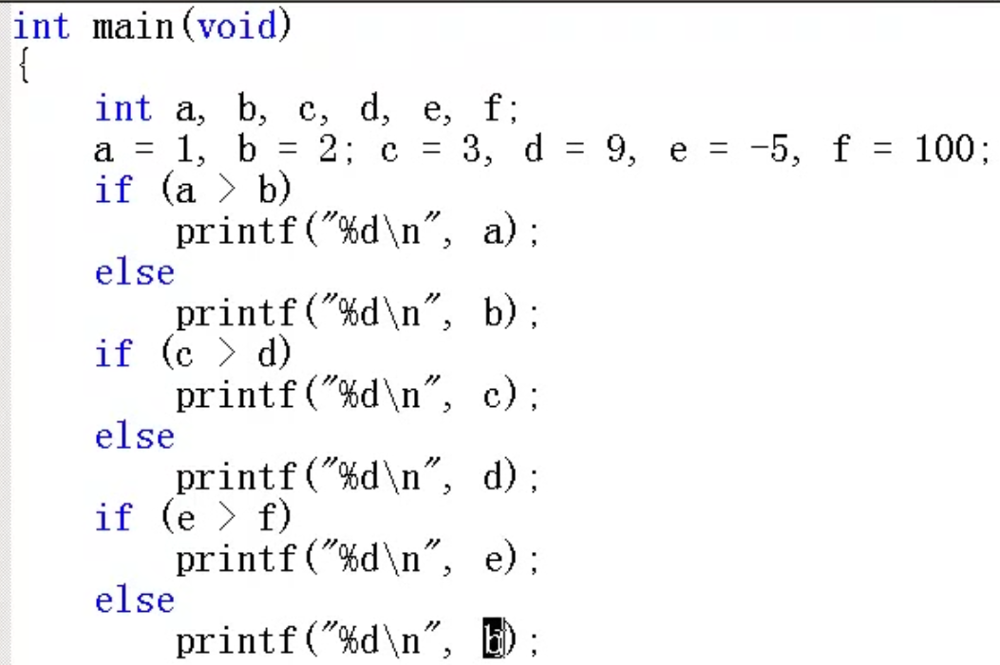 int main(void)
{
    int a, b, c, d, e, f;
    a = 1, b = 2; c = 3, d = 9, e = -5, f = 100;
    if (a > b)
        printf("%d\n", a);
    else
        printf("%d\n", b);
    if (c > d)
        printf("%d\n", c);
    else
        printf("%d\n", d);
    if (e > f)
        printf("%d\n", e);
    else
        printf("%d\n", b);